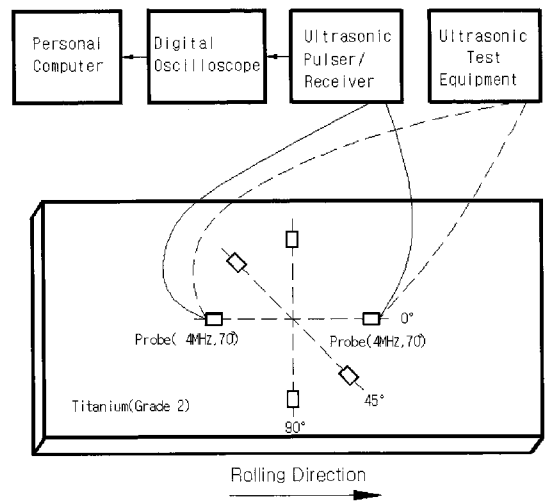 Personal
Computer
Digital
Oscilloscope
Ultrasonic
Pulser/
Receiver
Ultrasonic
Test
Equipment
0°
Probe( 4MHz,70°)
Probe(4MHz,70°)
Titanium(Grade 2)
45°
90°
Rolling Direction